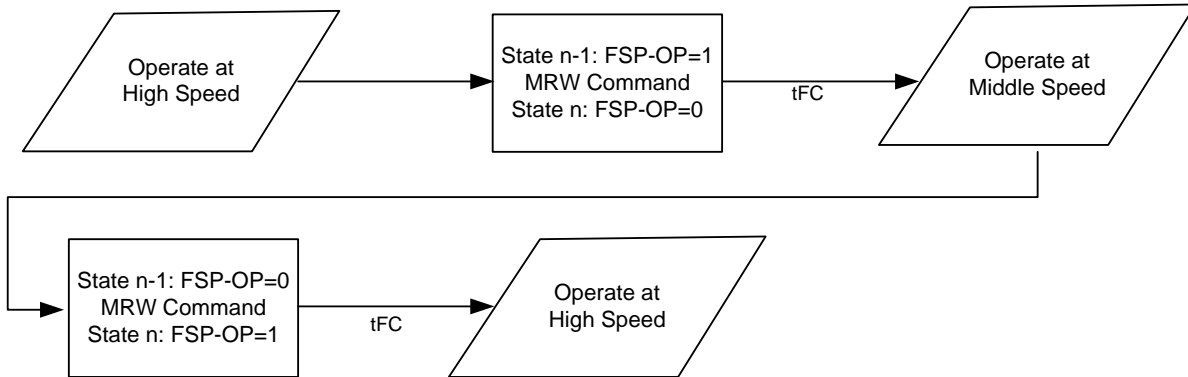 Operate at
High Speed
State n-1: FSP-OP=1
MRW Command
State n: FSP-OP=0
tFC
Operate at
Middle Speed
State n-1: FSP-OP=0
MRW Command
State n: FSP-OP=1
tFC
Operate at
High Speed